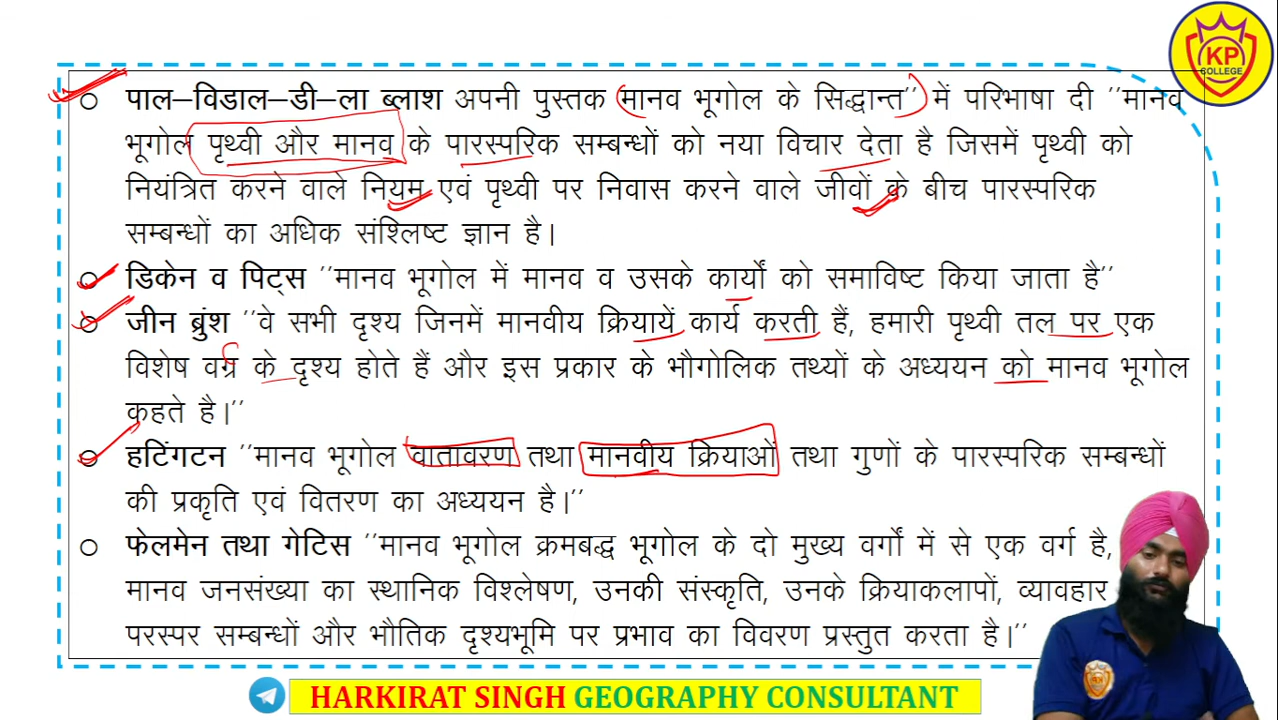 KP
COLLEGE
○ पाल–विडाल–डी–ला ब्लाश अपनी पुस्तक (मानव भूगोल के सिद्धान्त’’) में परिभाषा दी ’’मानव
भूगोल पृथ्वी और मानव के पारस्परिक सम्बन्धों को नया विचार देता है जिसमें पृथ्वी को
नियंत्रित करने वाले नियम एवं पृथ्वी पर निवास करने वाले जीवों के बीच पारस्परिक
सम्बन्धों का अधिक संश्लिष्ट ज्ञान है।
○ डिकेन व पिट्स ’’मानव भूगोल में मानव व उसके कार्यों को समाविष्ट किया जाता है’’
○ जीन ब्रुंश ’’वे सभी दृश्य जिनमें मानवीय क्रियायें कार्य करती हैं, हमारी पृथ्वी तल पर एक
विशेष वर्ग के दृश्य होते हैं और इस प्रकार के भौगोलिक तथ्यों के अध्ययन को मानव भूगोल
कहते है।’’
○ हटिंगटन ’’मानव भूगोल वातावरण तथा मानवीय क्रियाओं तथा गुणों के पारस्परिक सम्बन्धों
की प्रकृति एवं वितरण का अध्ययन है।’’
○ फेलमेन तथा गेटिस ’’मानव भूगोल क्रमबद्ध भूगोल के दो मुख्य वर्गों में से एक वर्ग है,
मानव जनसंख्या का स्थानिक विश्लेषण, उनकी संस्कृति, उनके क्रियाकलापों, व्यावहार
परस्पर सम्बन्धों और भौतिक दृश्यभूमि पर प्रभाव का विवरण प्रस्तुत करता है।’’
HARKIRAT SINGH GEOGRAPHY CONSULTANT